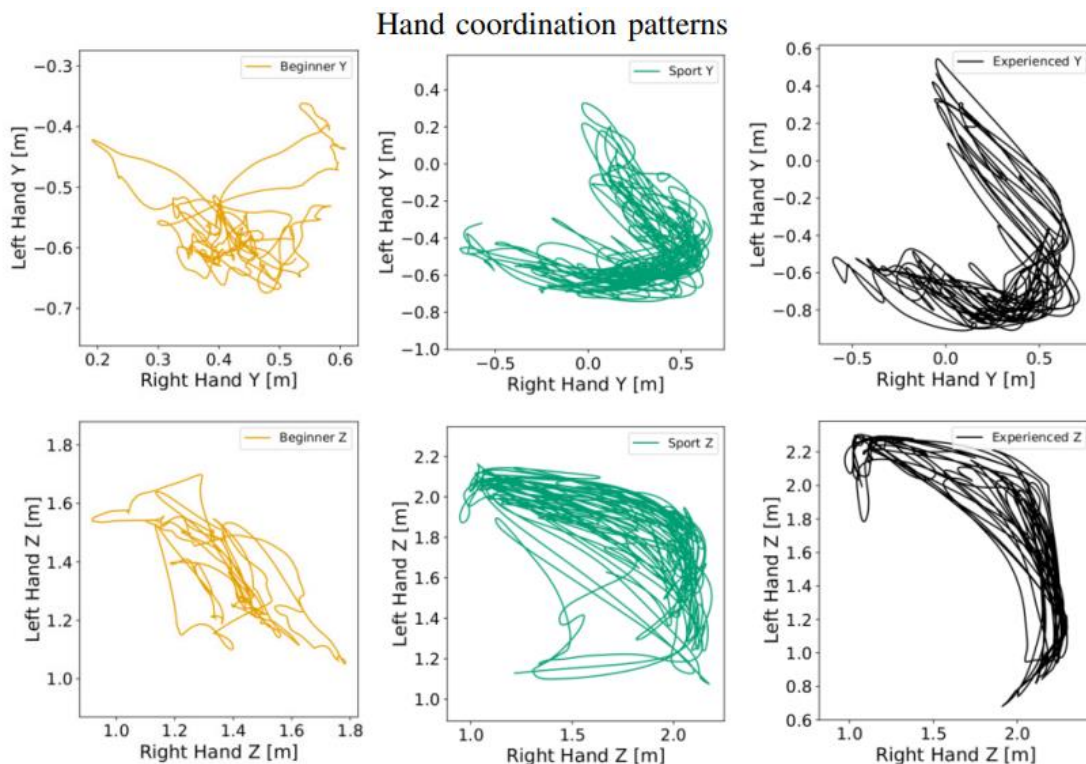 Hand coordination patterns
Beginner Y
−0.3
−0.4
−0.5
−0.6
−0.7
Left Hand Y [m]
0.2 0.3 0.4 0.5 0.6
Right Hand Y [m]
Sport Y
0.4
0.2
0.0
−0.2
−0.4
−0.6
−0.8
−1.0
Left Hand Y [m]
−0.5 0.0 0.5
Right Hand Y [m]
Experienced Y
0.6
0.4
0.2
0.0
−0.2
−0.4
−0.6
−0.8
Left Hand Y [m]
−0.5 0.0 0.5
Right Hand Y [m]
Beginner Z
1.8
1.6
1.4
1.2
1.0
Left Hand Z [m]
1.0 1.2 1.4 1.6 1.8
Right Hand Z [m]
Sport Z
2.2
2.0
1.8
1.6
1.4
1.2
1.0
Left Hand Z [m]
1.0 1.5 2.0
Right Hand Z [m]
Experienced Z
2.2
2.0
1.8
1.6
1.4
1.2
1.0
0.8
0.6
Left Hand Z [m]
1.0 1.5 2.0
Right Hand Z [m]